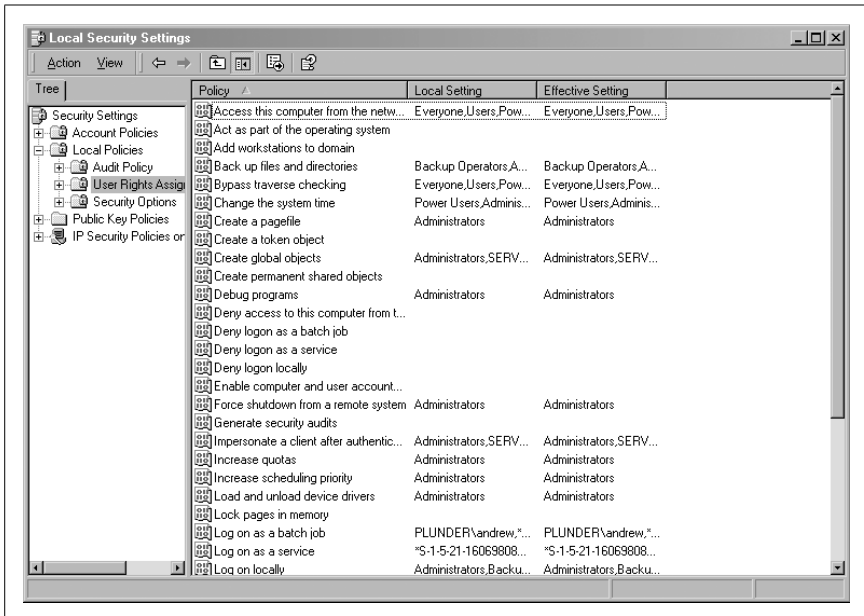 Local Security Settings
Action View
Tree
Security Settings
Account Policies
Local Policies
Audit Policy
User Rights Assig
Security Options
Public Key Policies
IP Security Policies or
Policy Local Setting Effective Setting
Access this computer from the netw... Everyone,Users,Pow... Everyone,Users,Pow...
Act as part of the operating system
Add workstations to domain
Back up files and directories Backup Operators,A... Backup Operators,A...
Bypass traverse checking Everyone,Users,Pow... Everyone,Users,Pow...
Change the system time Power Users,Adminis... Power Users,Adminis...
Create a pagefile Administrators Administrators
Create a token object
Create global objects Administrators,SERV... Administrators,SERV...
Create permanent shared objects
Debug programs Administrators Administrators
Deny access to this computer from t...
Deny logon as a batch job
Deny logon as a service
Deny logon locally
Enable computer and user account...
Force shutdown from a remote system Administrators Administrators
Generate security audits
Impersonate a client after authentic... Administrators,SERV... Administrators,SERV...
Increase quotas Administrators Administrators
Increase scheduling priority Administrators Administrators
Load and unload device drivers Administrators Administrators
Lock pages in memory
Log on as a batch job PLUNDER\andrew,*... PLUNDER\andrew,*...
Log on as a service *S-1-5-21-16069808... *S-1-5-21-16069808...
Log on locally Administrators,Backu... Administrators,Backu...